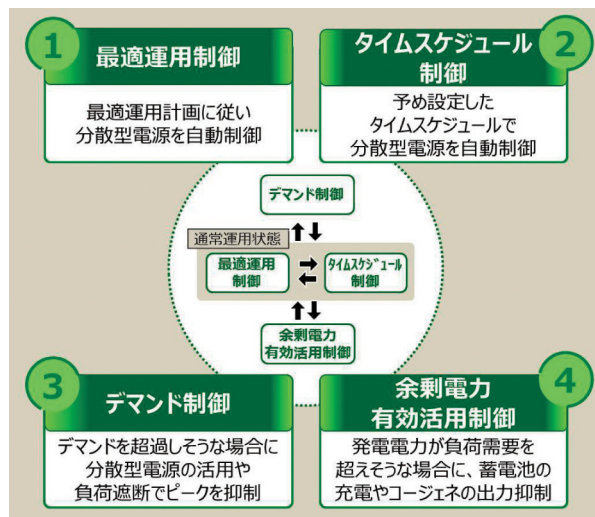 1
最適運用制御
最適運用計画に従い
分散型電源を自動制御
2
タイムスケジュール
制御
予め設定した
タイムスケジュールで
分散型電源を自動制御
デマンド制御
通常運用状態
最適運用
制御
タイムスケジュール
制御
余剰電力
有効活用制御
3
デマンド制御
デマンドを超過しそうな場合に
分散型電源の活用や
負荷遮断でピークを抑制
4
余剰電力
有効活用制御
発電電力が負荷需要を
超えそうな場合に、蓄電池の
充電やコージェネの出力抑制